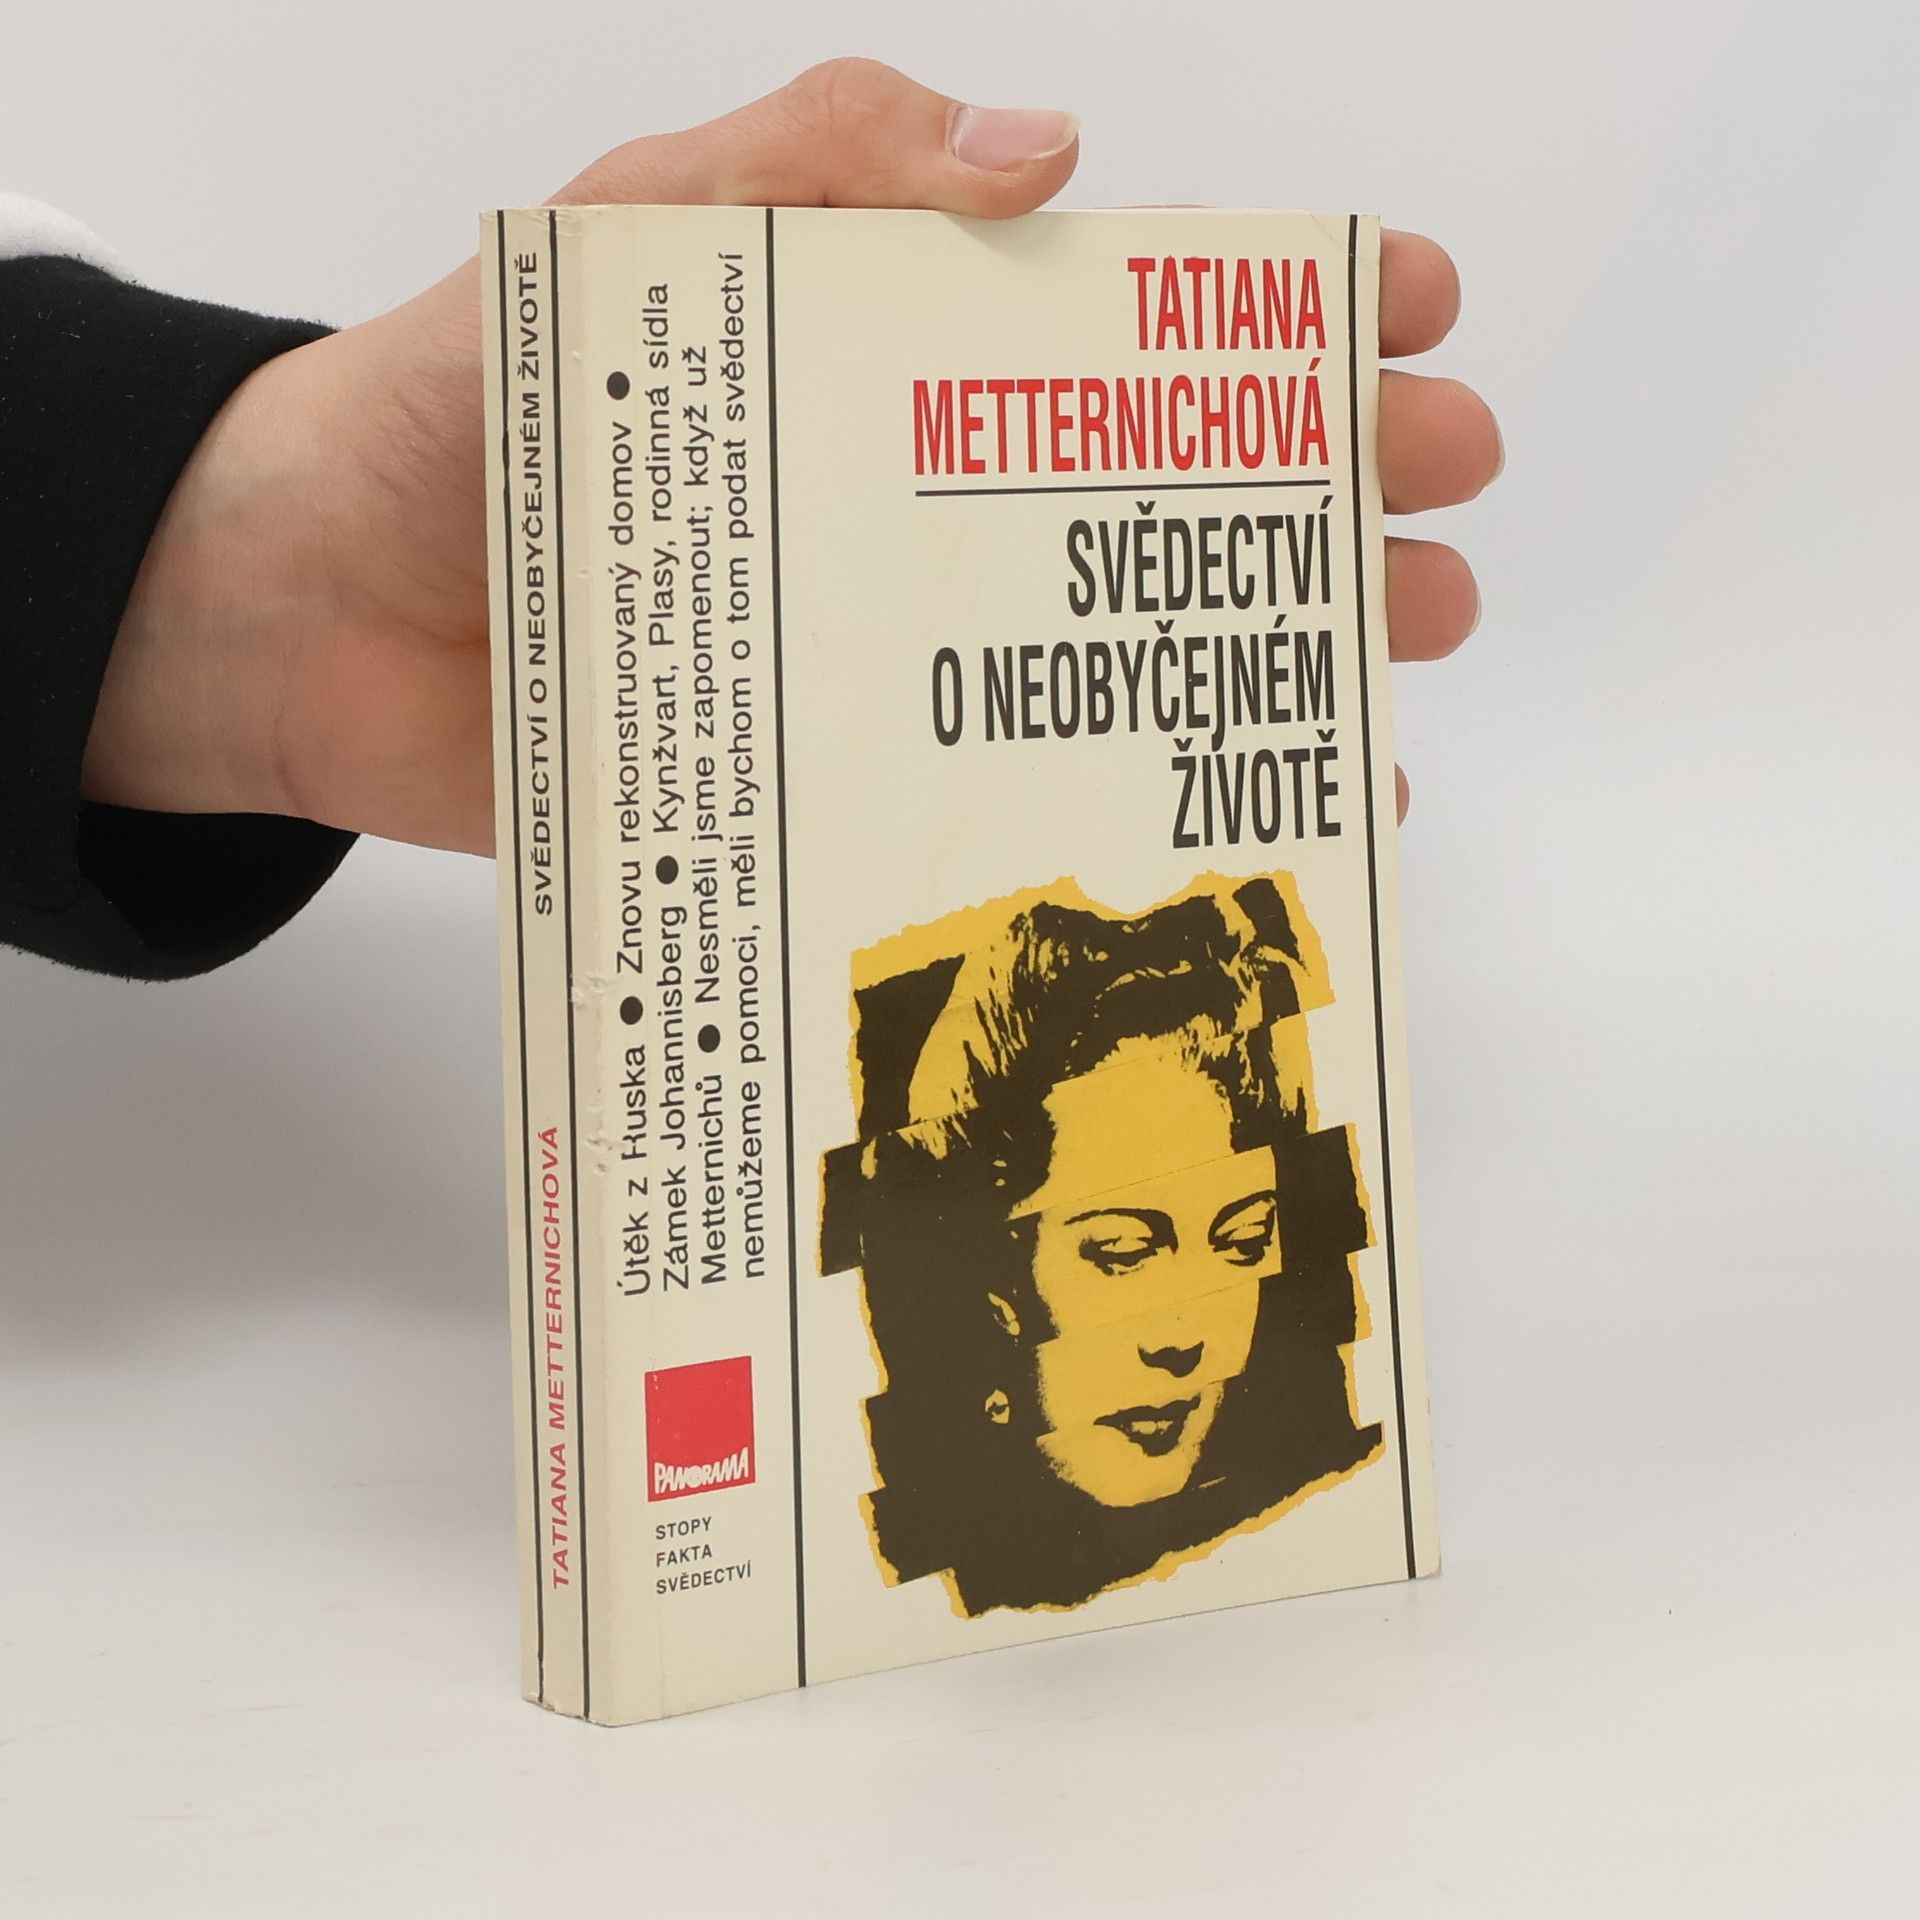 TATIANA METTERNICHOVÁ SVĚDECTVÍ O NEOBYČEJNÉM ŽIVOTĚ
Útěk z Ruska ● Znovu rekonstruovaný domov ●
Zámek Johannisberg ● Kynžvart, Plasy, rodinná sídla
Metternichů ● Nesměli jsme zapomenout; když už
nemůžeme pomoci, měli bychom o tom podat svědectví
PANORAMA
STOPY
FAKTA
SVĚDECTVÍ
TATIANA
METTERNICHOVÁ
SVĚDECTVÍ
O NEOBYČEJNÉM
ŽIVOTĚ